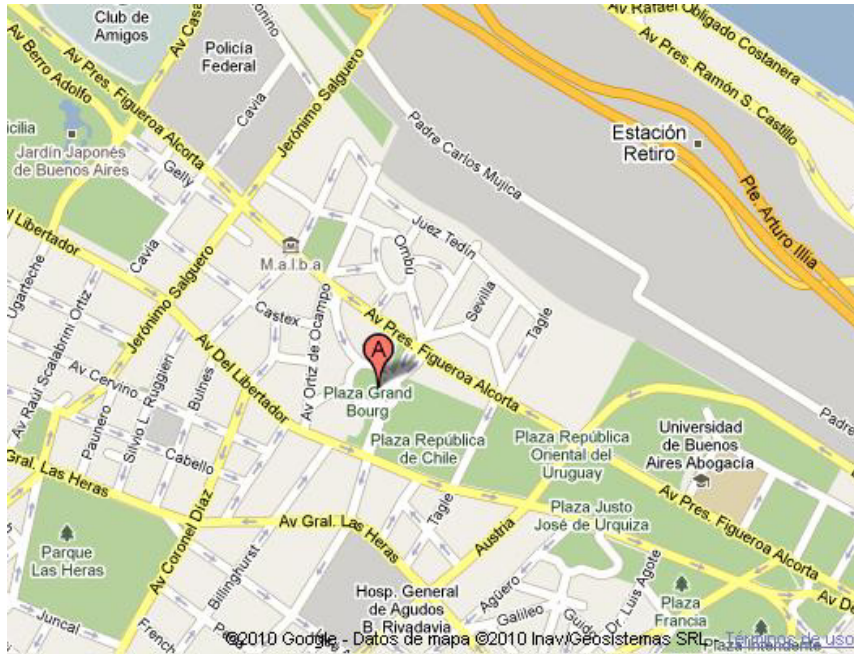 Club de
Amigos
Av Casa
Av Rafael Obligado Costanera
Av Pres. Ramón S. Castillo
Av Berro Adolfo
Av Pres. Figueroa Alcorta
Policía
Federal
Cavia
Jerónimo Salguero
Padre Carlos Mujica
Estación
Retiro
Pte. Arturo Illia
Jardín Japonés
de Buenos Aires
Gelly
Juez Tedín
Ombú
M.a.l.b.a
Sevilla
Tagle
Del Libertador
Cavia
Ugarteche
Jerónimo Salguero
Castex
Av Ortiz de Ocampo
Av Pres. Figueroa Alcorta
Av Raúl Scalabrini Ortiz
Av Del Libertador
A
Plaza Grand
Bourg
Av Cerviño
Silvio L. Ruggieri
Bulnes
Paunero
Cabello
Plaza República
de Chile
Plaza República
Oriental del
Uruguay
Universidad
de Buenos
Aires Abogacía
Padre
Gral. Las Heras
Av Gral. Las Heras
Av Coronel Díaz
Tagle
Austria
Plaza Justo
José de Urquiza
Av Pres. Figueroa Alcorta
Parque
Las Heras
Billinghurst
Hosp. General
de Agudos
B. Rivadavia
Agüero
Galileo
Guido
Dr. Luis Agote
Plaza
Francia
Av De
Juncal
French
Plaza Intendente
©2010 Google - Datos de mapa ©2010 Inav/Geosistemas SRL - Términos de uso